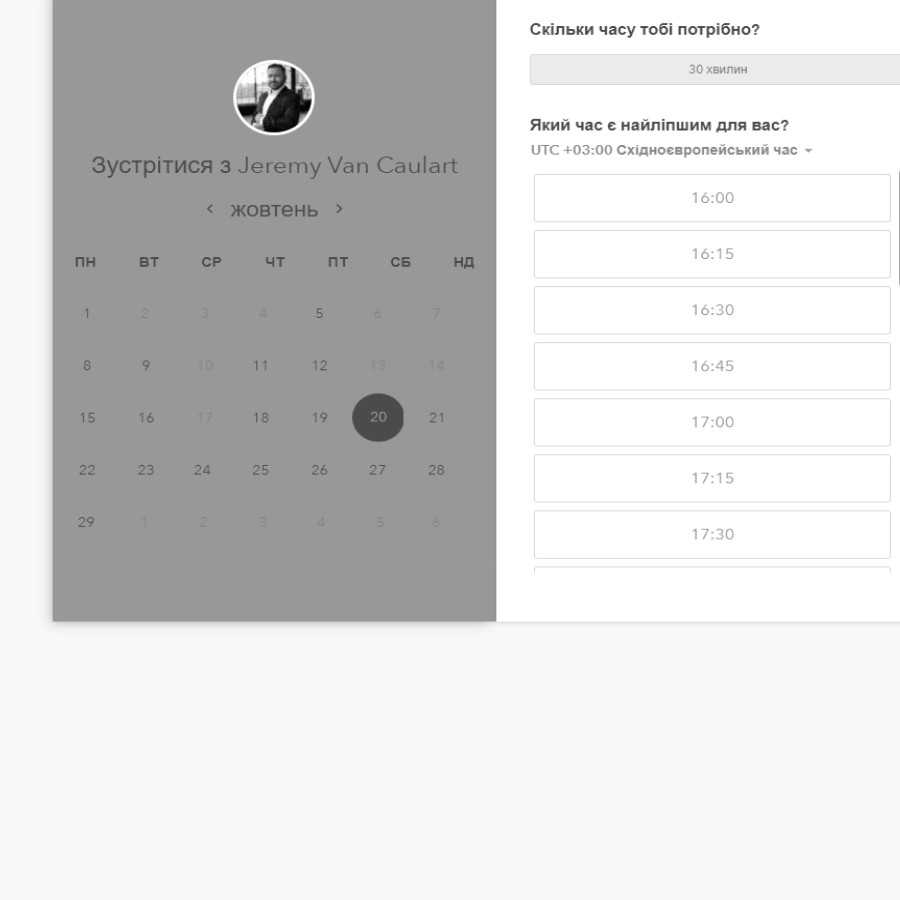 Зустрітися з Jeremy Van Caulart
жовтень
ПН ВТ СР ЧТ ПТ СБ НД
1 2 3 4 5 6 7
8 9 10 11 12 13 14
15 16 17 18 19 20 21
22 23 24 25 26 27 28
29 1 2 3 4 5 6
Скільки часу тобі потрібно?
30 хвилин
Який час є найліпшим для вас?
UTC +03:00 Східноєвропейський час
16:00
16:15
16:30
16:45
17:00
17:15
17:30